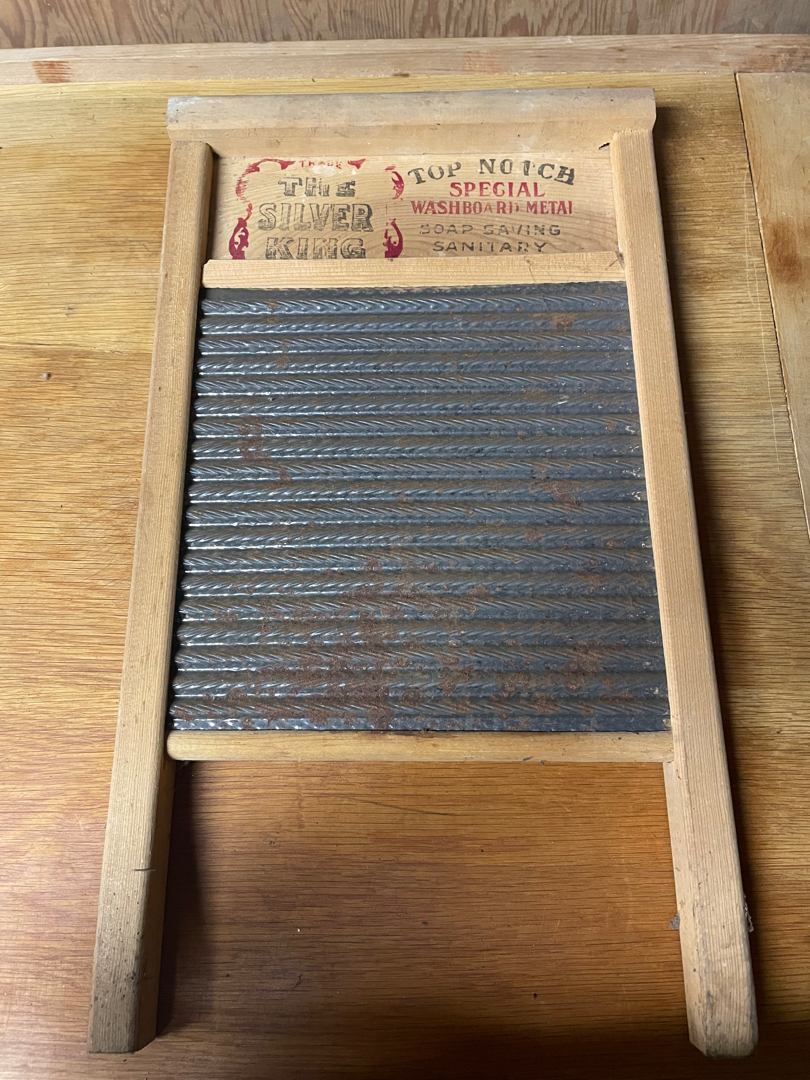 TRADE
THE
SILVER
KING
TOP NOTCH
SPECIAL
WASHBOARD METAL
SOAP SAVING
SANITARY